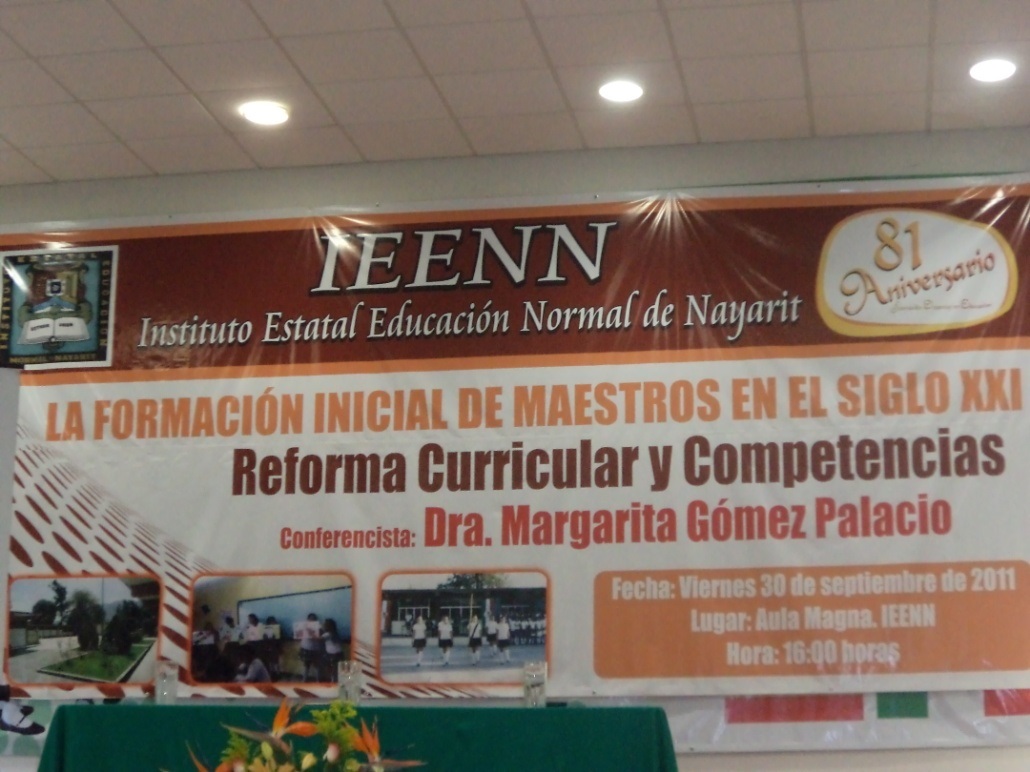 IEENN
Instituto Estatal Educación Normal de Nayarit
81
Aniversario
LA FORMACIÓN INICIAL DE MAESTROS EN EL SIGLO XXI
Reforma Curricular y Competencias
Conferencista: Dra. Margarita Gómez Palacio
Fecha: Viernes 30 de septiembre de 2011
Lugar: Aula Magna. IEENN
Hora: 16:00 horas